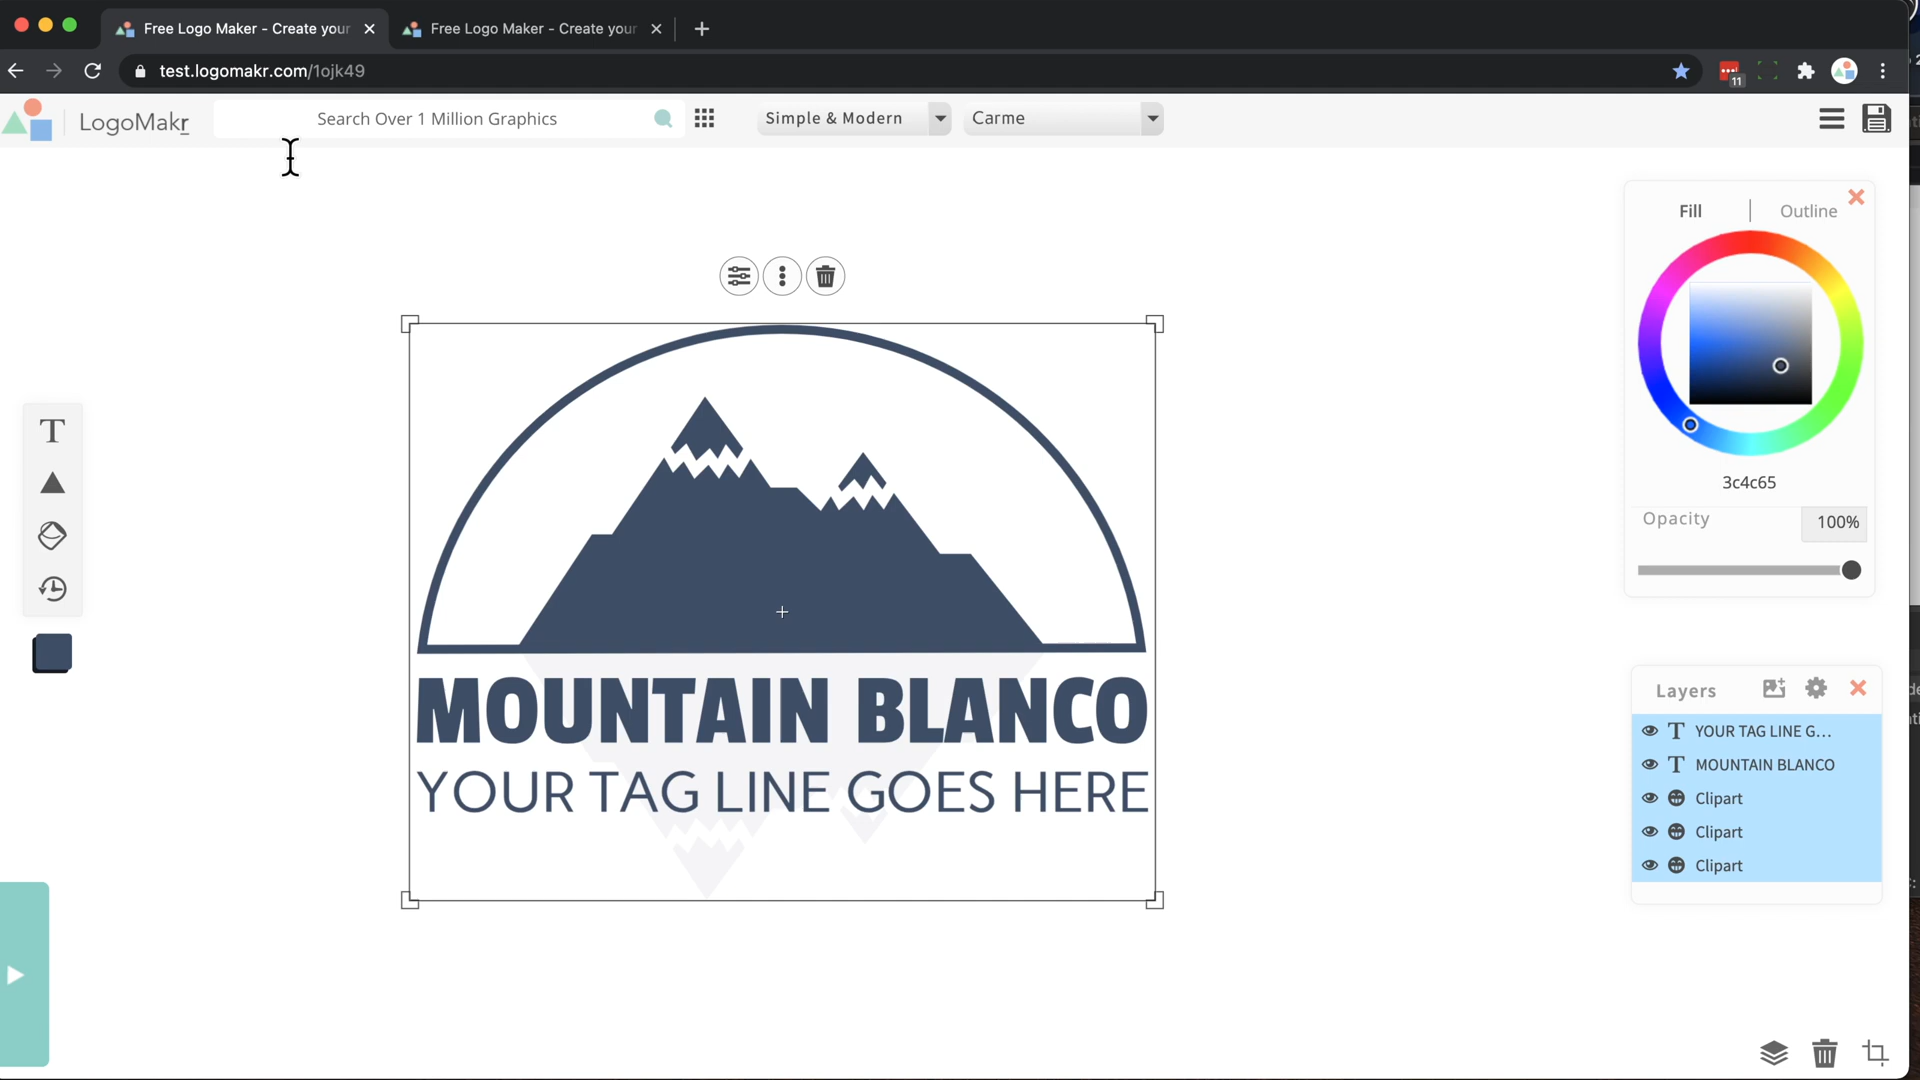 Free Logo Maker - Create your
Free Logo Maker - Create your
test.logomakr.com/1ojk49
11
LogoMakr
Search Over 1 Million Graphics
Simple & Modern
Carme
Fill
Outline
3c4c65
Opacity
100%
T
MOUNTAIN BLANCO
YOUR TAG LINE GOES HERE
Layers
T YOUR TAG LINE G...
T MOUNTAIN BLANCO
Clipart
Clipart
Clipart